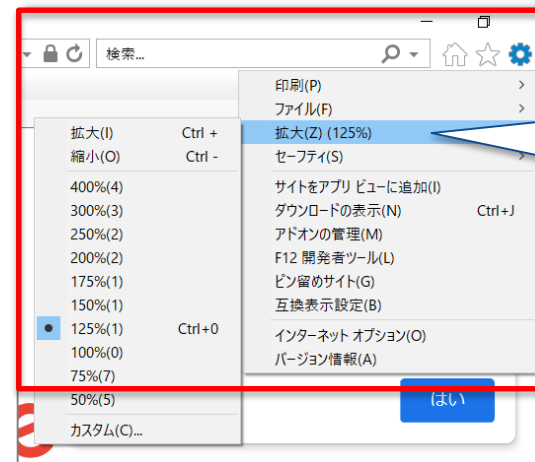 検索...
印刷(P)
ファイル(F)
拡大(Z) (125%)
セーフティ(S)
サイトをアプリ ビューに追加(I)
ダウンロードの表示(N) Ctrl+J
アドオンの管理(M)
F12 開発者ツール(L)
ピン留めサイト(G)
互換表示設定(B)
インターネット オプション(O)
バージョン情報(A)
拡大(I) Ctrl +
縮小(O) Ctrl -
400%(4)
300%(3)
250%(2)
200%(2)
175%(1)
150%(1)
125%(1) Ctrl+0
100%(0)
75%(7)
50%(5)
カスタム(C)...
はい